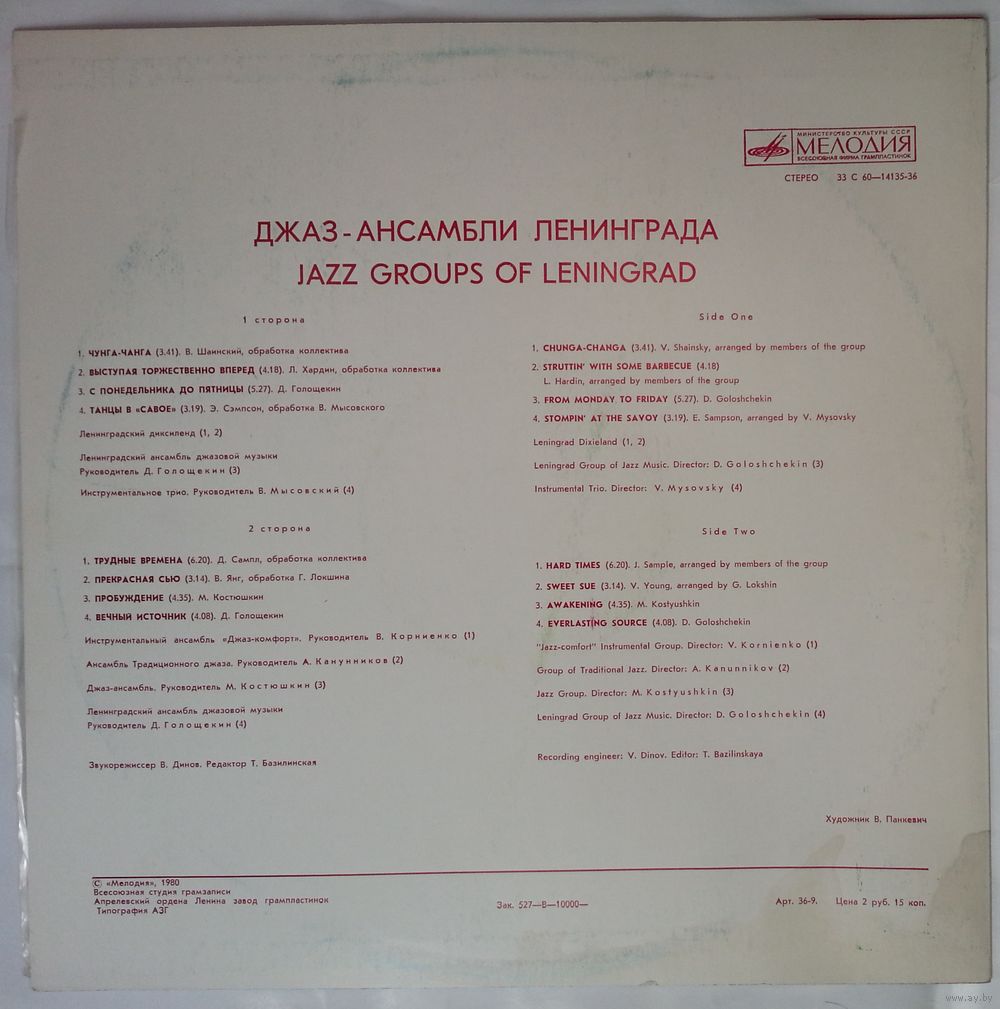 МИНИСТЕРСТВО КУЛЬТУРЫ СССР
МЕЛОДИЯ
ВСЕСОЮЗНАЯ ФИРМА ГРАМПЛАСТИНОК
СТЕРЕО 33 С 60—14135-36
ДЖАЗ-АНСАМБЛИ ЛЕНИНГРАДА
JAZZ GROUPS OF LENINGRAD
1 сторона
1. ЧУНГА-ЧАНГА (3.41). В. Шаинский, обработка коллектива
2. ВЫСТУПАЯ ТОРЖЕСТВЕННО ВПЕРЕД (4.18). Л. Хардин, обработка коллектива
3. С ПОНЕДЕЛЬНИКА ДО ПЯТНИЦЫ (5.27). Д. Голощекин
4. ТАНЦЫ В «САВОЕ» (3.19). Э. Сэмпсон, обработка В. Мысовского
Ленинградский диксиленд (1, 2)
Ленинградский ансамбль джазовой музыки
Руководитель Д. Голощекин (3)
Инструментальное трио. Руководитель В. Мысовский (4)
2 сторона
1. ТРУДНЫЕ ВРЕМЕНА (6.20). Д. Сампл, обработка коллектива
2. ПРЕКРАСНАЯ СЬЮ (3.14). В. Янг, обработка Г. Локшина
3. ПРОБУЖДЕНИЕ (4.35). М. Костюшкин
4. ВЕЧНЫЙ ИСТОЧНИК (4.08). Д. Голощекин
Инструментальный ансамбль «Джаз-комфорт». Руководитель В. Корниенко (1)
Ансамбль Традиционного джаза. Руководитель А. Канунников (2)
Джаз-ансамбль. Руководитель М. Костюшкин (3)
Ленинградский ансамбль джазовой музыки
Руководитель Д. Голощекин (4)
Звукорежиссер В. Динов. Редактор Т. Базилинская
Side One
1. CHUNGA-CHANGA (3.41). V. Shainsky, arranged by members of the group
2. STRUTTIN' WITH SOME BARBECUE (4.18)
L. Hardin, arranged by members of the group
3. FROM MONDAY TO FRIDAY (5.27). D. Goloshchekin
4. STOMPIN' AT THE SAVOY (3.19). E. Sampson, arranged by V. Mysovsky
Leningrad Dixieland (1, 2)
Leningrad Group of Jazz Music. Director: D. Goloshchekin (3)
Instrumental Trio. Director: V. Mysovsky (4)
Side Two
1. HARD TIMES (6.20). J. Sample, arranged by members of the group
2. SWEET SUE (3.14). V. Young, arranged by G. Lokshin
3. AWAKENING (4.35). M. Kostyushkin
4. EVERLASTING SOURCE (4.08). D. Goloshchekin
"Jazz-comfort" Instrumental Group. Director: V. Kornienko (1)
Group of Traditional Jazz. Director: A. Kanunnikov (2)
Jazz Group. Director: M. Kostyushkin (3)
Leningrad Group of Jazz Music. Director: D. Goloshchekin (4)
Recording engineer: V. Dinov. Editor: T. Bazilinskaya
Художник В. Панкевич
© «Мелодия», 1980
Всесоюзная студия грамзаписи
Апрелевский ордена Ленина завод грампластинок
Типография АЗГ
Зак. 527—В—10000—
Арт. 36-9. Цена 2 руб. 15 коп.
www.ay.by